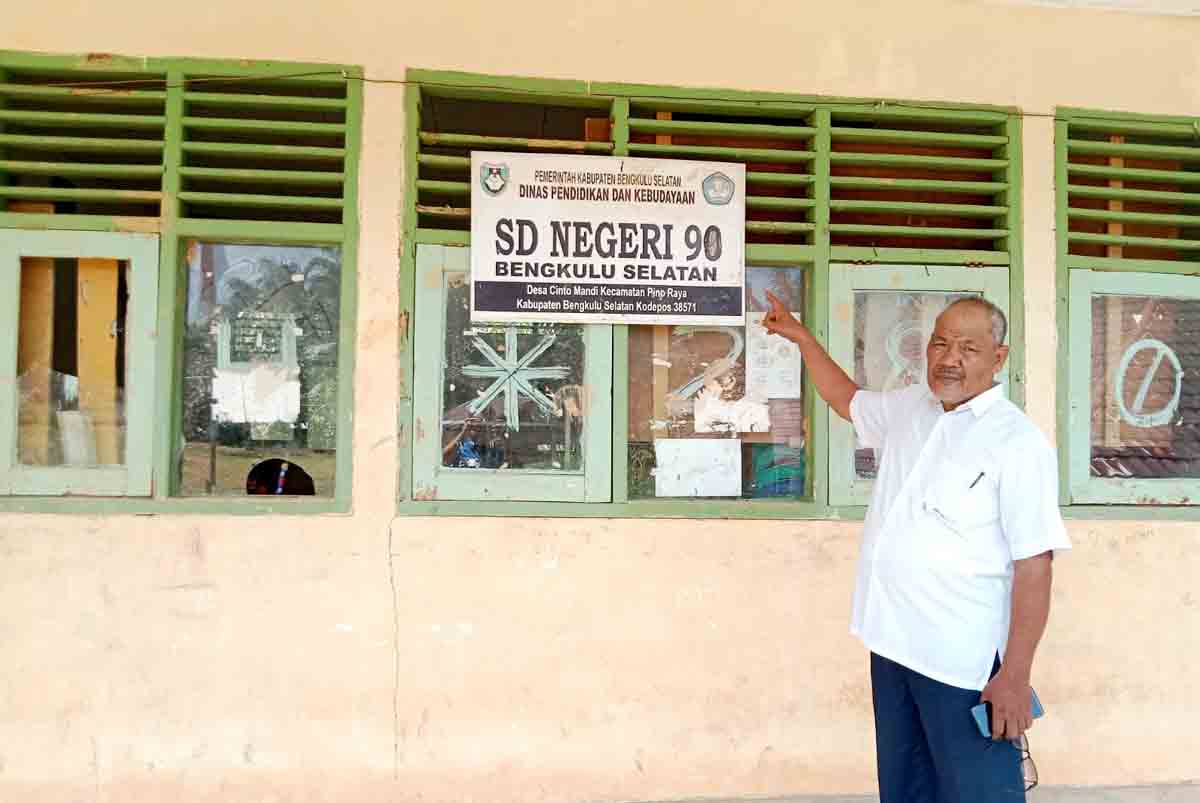 PEMERINTAH KABUPATEN BENGKULU SELATAN
DINAS PENDIDIKAN DAN KEBUDAYAAN
SD NEGERI 90
BENGKULU SELATAN
Desa Cinto Mandi Kecamatan Pino Raya
Kabupaten Bengkulu Selatan Kodepos 38571